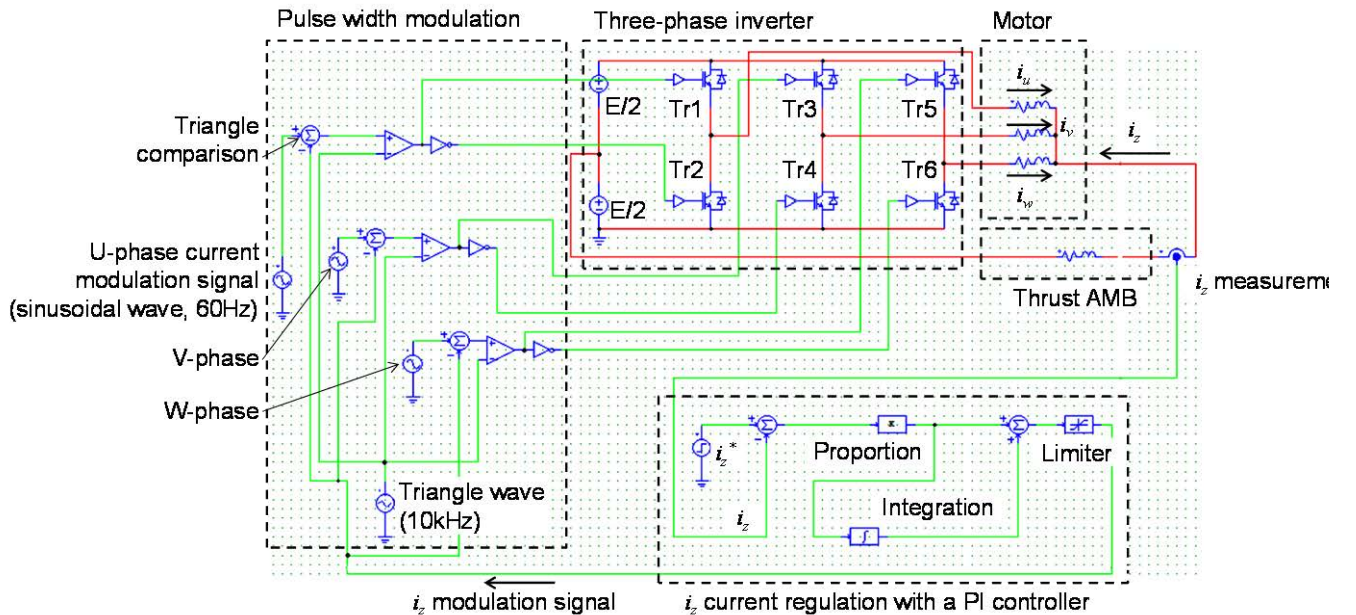 Pulse width modulation
Three-phase inverter
Motor
Triangle
comparison
E/2
E/2
Tr1
Tr3
Tr5
Tr2
Tr4
Tr6
i_u
i_v
i_w
i_z
Thrust AMB
i_z measureme
U-phase current
modulation signal
(sinusoidal wave, 60Hz)
V-phase
W-phase
Triangle wave
(10kHz)
i_z*
i_z
Proportion
Integration
Limiter
i_z modulation signal
i_z current regulation with a PI controller